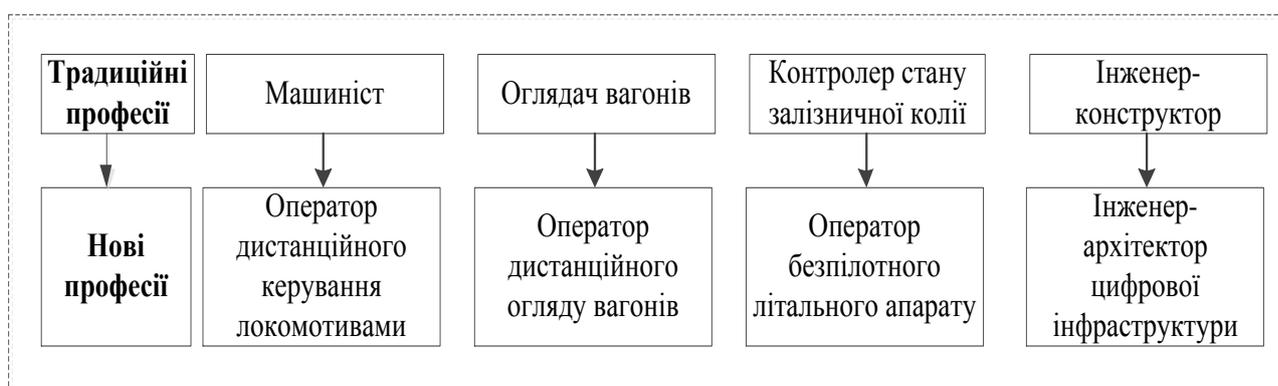 Традиційні
професії
Машиніст
Оглядач вагонів
Контролер стану
залізничної колії
Інженер-
конструктор
Нові
професії
Оператор
дистанційного
керування
локомотивами
Оператор
дистанційного
огляду вагонів
Оператор
безпілотного
літального апарату
Інженер-
архітектор
цифрової
інфраструктури